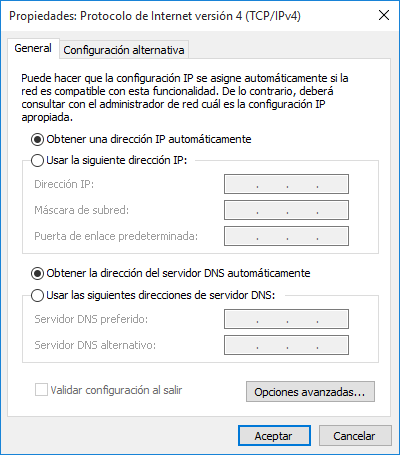 Propiedades: Protocolo de Internet versión 4 (TCP/IPv4)
General
Configuración alternativa
Puede hacer que la configuración IP se asigne automáticamente si la
red es compatible con esta funcionalidad. De lo contrario, deberá
consultar con el administrador de red cuál es la configuración IP
apropiada.
Obtener una dirección IP automáticamente
Usar la siguiente dirección IP:
Dirección IP:
Máscara de subred:
Puerta de enlace predeterminada:
Obtener la dirección del servidor DNS automáticamente
Usar las siguientes direcciones de servidor DNS:
Servidor DNS preferido:
Servidor DNS alternativo:
Validar configuración al salir
Opciones avanzadas...
Aceptar
Cancelar